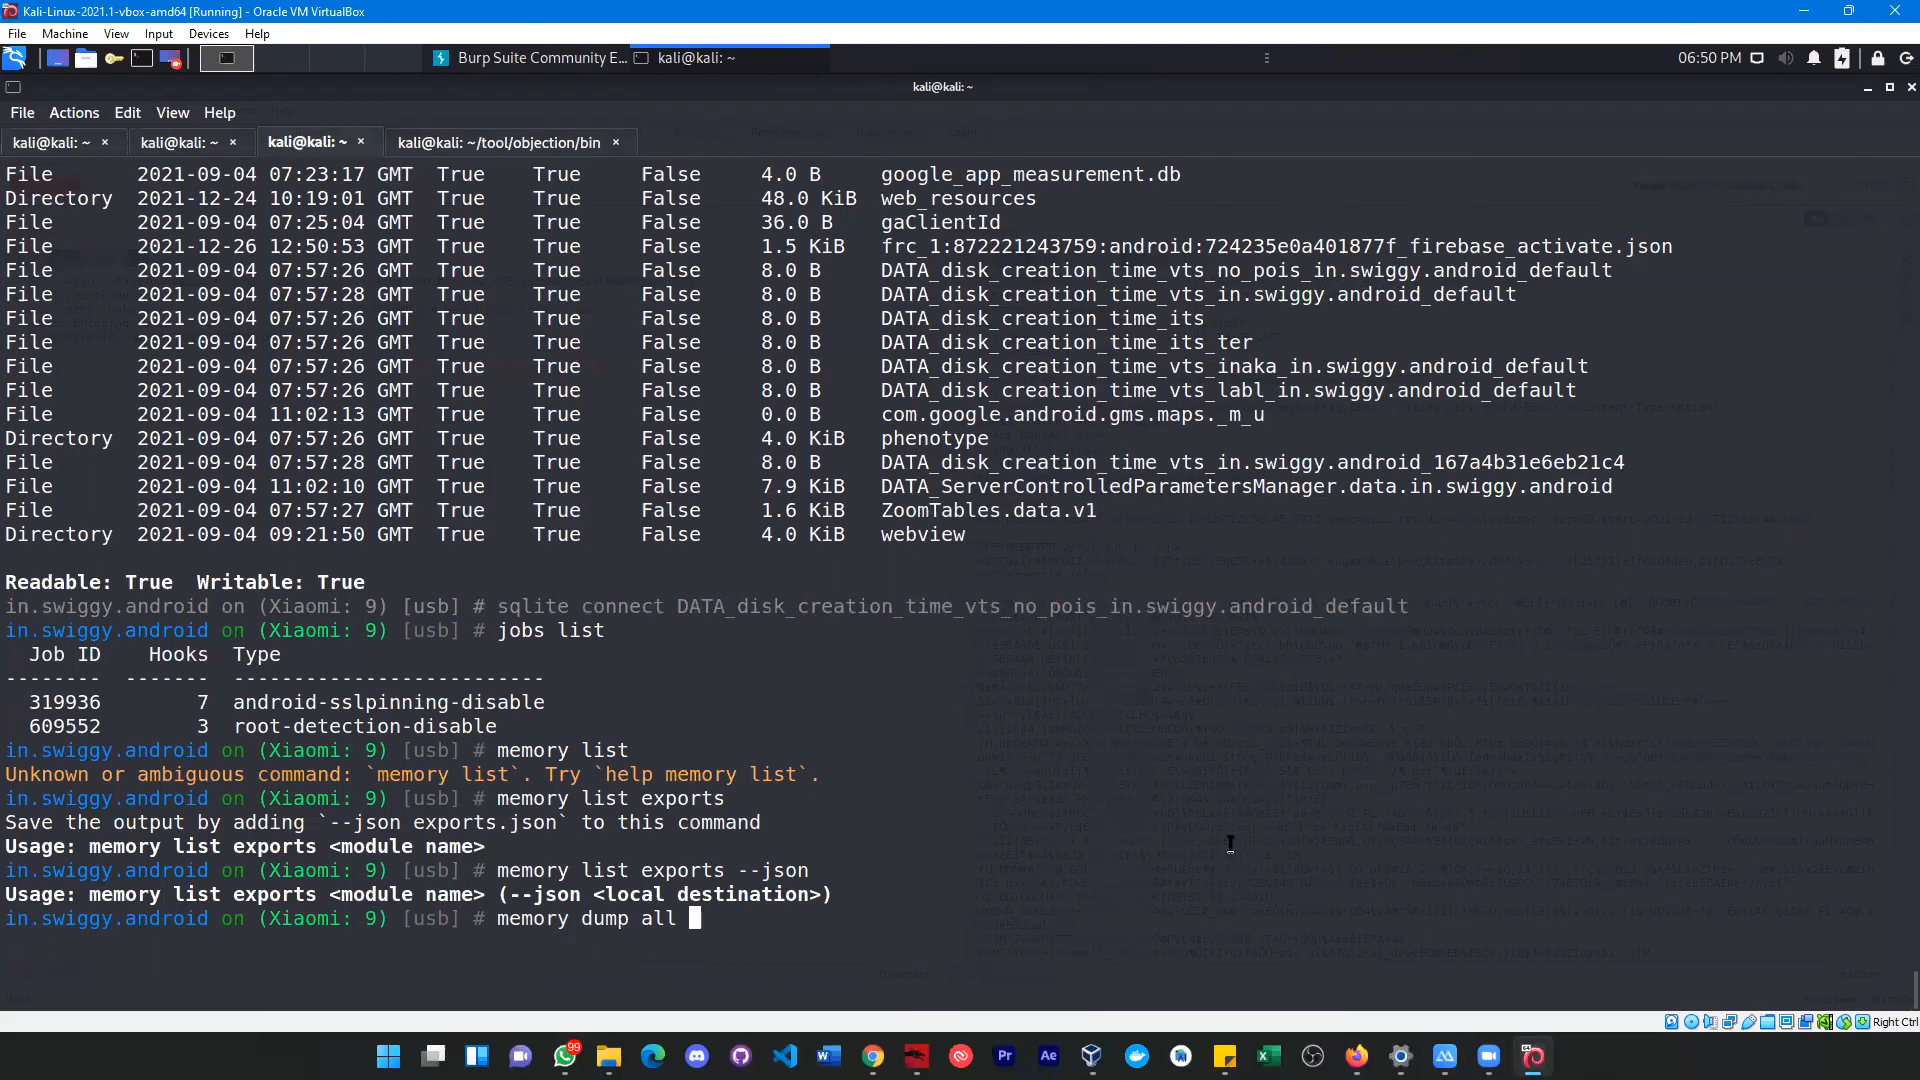 Kali-Linux-2021.1-vbox-amd64 [Running] - Oracle VM VirtualBox
File Machine View Input Devices Help
Burp Suite Community E... kali@kali: ~ 06:50 PM
kali@kali: ~
File Actions Edit View Help
kali@kali: ~ × kali@kali: ~ × kali@kali: ~ × kali@kali: ~/tool/objection/bin ×
File 2021-09-04 07:23:17 GMT True True False 4.0 B google_app_measurement.db
Directory 2021-12-24 10:19:01 GMT True True False 48.0 KiB web_resources
File 2021-09-04 07:25:04 GMT True True False 36.0 B gaClientId
File 2021-12-26 12:50:53 GMT True True False 1.5 KiB frc_1:872221243759:android:724235e0a401877f_firebase_activate.json
File 2021-09-04 07:57:26 GMT True True False 8.0 B DATA_disk_creation_time_vts_no_pois_in.swiggy.android_default
File 2021-09-04 07:57:28 GMT True True False 8.0 B DATA_disk_creation_time_vts_in.swiggy.android_default
File 2021-09-04 07:57:26 GMT True True False 8.0 B DATA_disk_creation_time_its
File 2021-09-04 07:57:26 GMT True True False 8.0 B DATA_disk_creation_time_its_ter
File 2021-09-04 07:57:26 GMT True True False 8.0 B DATA_disk_creation_time_vts_inaka_in.swiggy.android_default
File 2021-09-04 07:57:26 GMT True True False 8.0 B DATA_disk_creation_time_vts_labl_in.swiggy.android_default
File 2021-09-04 11:02:13 GMT True True False 0.0 B com.google.android.gms.maps._m_u
Directory 2021-09-04 07:57:26 GMT True True False 4.0 KiB phenotype
File 2021-09-04 07:57:28 GMT True True False 8.0 B DATA_disk_creation_time_vts_in.swiggy.android_167a4b31e6eb21c4
File 2021-09-04 11:02:10 GMT True True False 7.9 KiB DATA_ServerControlledParametersManager.data.in.swiggy.android
File 2021-09-04 07:57:27 GMT True True False 1.6 KiB ZoomTables.data.v1
Directory 2021-09-04 09:21:50 GMT True True False 4.0 KiB webview
Readable: True Writable: True
in.swiggy.android on (Xiaomi: 9) [usb] # sqlite connect DATA_disk_creation_time_vts_no_pois_in.swiggy.android_default
in.swiggy.android on (Xiaomi: 9) [usb] # jobs list
Job ID Hooks Type
-------- ------- --------------------------
319936 7 android-sslpinning-disable
609552 3 root-detection-disable
in.swiggy.android on (Xiaomi: 9) [usb] # memory list
Unknown or ambiguous command: `memory list`. Try `help memory list`.
in.swiggy.android on (Xiaomi: 9) [usb] # memory list exports
Save the output by adding `--json exports.json` to this command
Usage: memory list exports <module name>
in.swiggy.android on (Xiaomi: 9) [usb] # memory list exports --json
Usage: memory list exports <module name> (--json <local destination>)
in.swiggy.android on (Xiaomi: 9) [usb] # memory dump all
Right Ctrl
99
Pr Ae